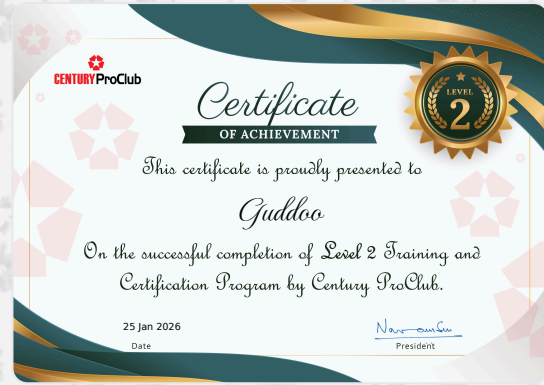 CENTURY ProClub
LEVEL
2
Certificate
OF ACHIEVEMENT
This certificate is proudly presented to
Guddoo
On the successful completion of Level 2 Training and
Certification Program by Century ProClub.
25 Jan 2026
Date
President